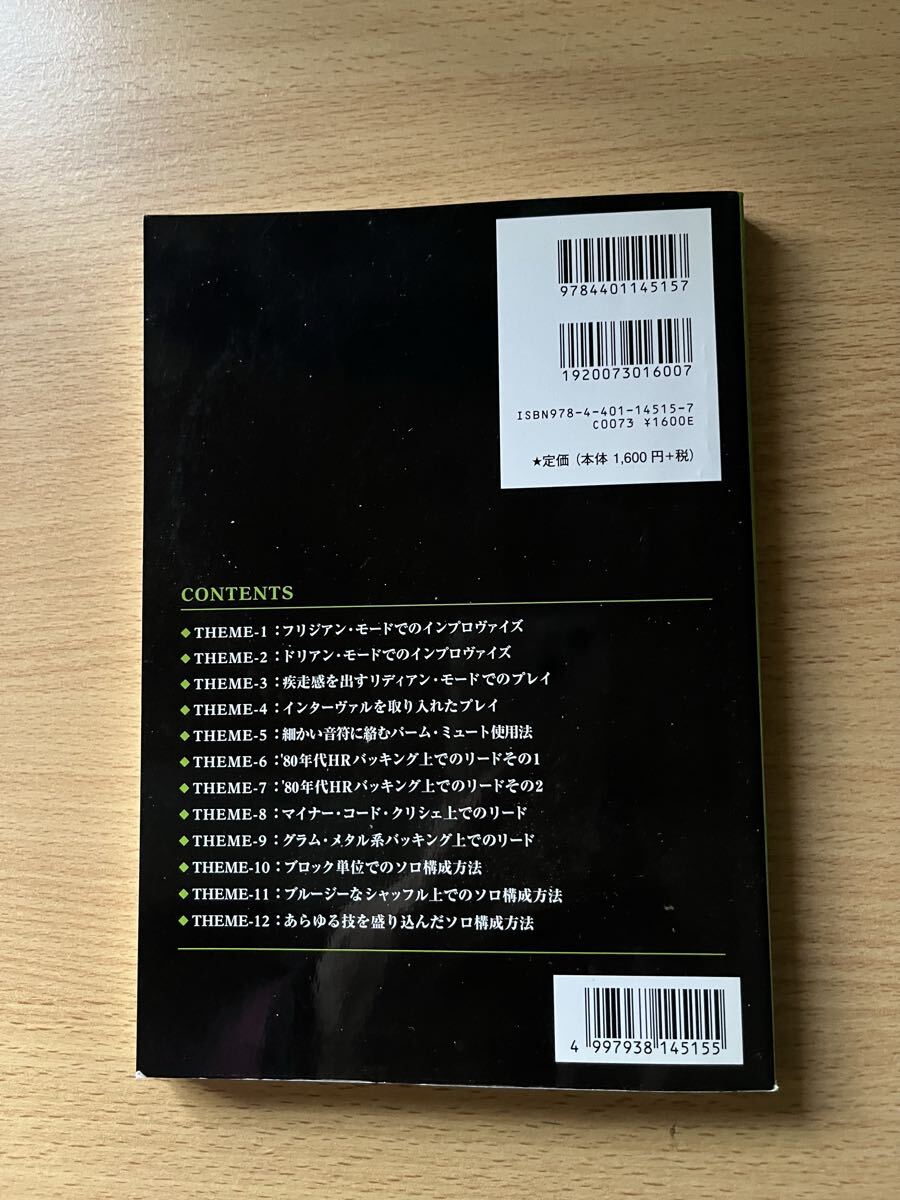 9784401145157
1920073016007
ISBN978-4-401-14515-7
C0073 ¥1600E
★定価（本体 1,600 円+税）
CONTENTS
◆THEME-1：フリジアン・モードでのインプロヴァイズ
◆THEME-2：ドリアン・モードでのインプロヴァイズ
◆THEME-3：疾走感を出すリディアン・モードでのプレイ
◆THEME-4：インターヴァルを取り入れたプレイ
◆THEME-5：細かい音符に絡むパーム・ミュート使用法
◆THEME-6：'80年代HRバッキング上でのリードその1
◆THEME-7：'80年代HRバッキング上でのリードその2
◆THEME-8：マイナー・コード・クリシェ上でのリード
◆THEME-9：グラム・メタル系バッキング上でのリード
◆THEME-10：ブロック単位でのソロ構成方法
◆THEME-11：ブルージーなシャッフル上でのソロ構成方法
◆THEME-12：あらゆる技を盛り込んだソロ構成方法
4 997938 145155